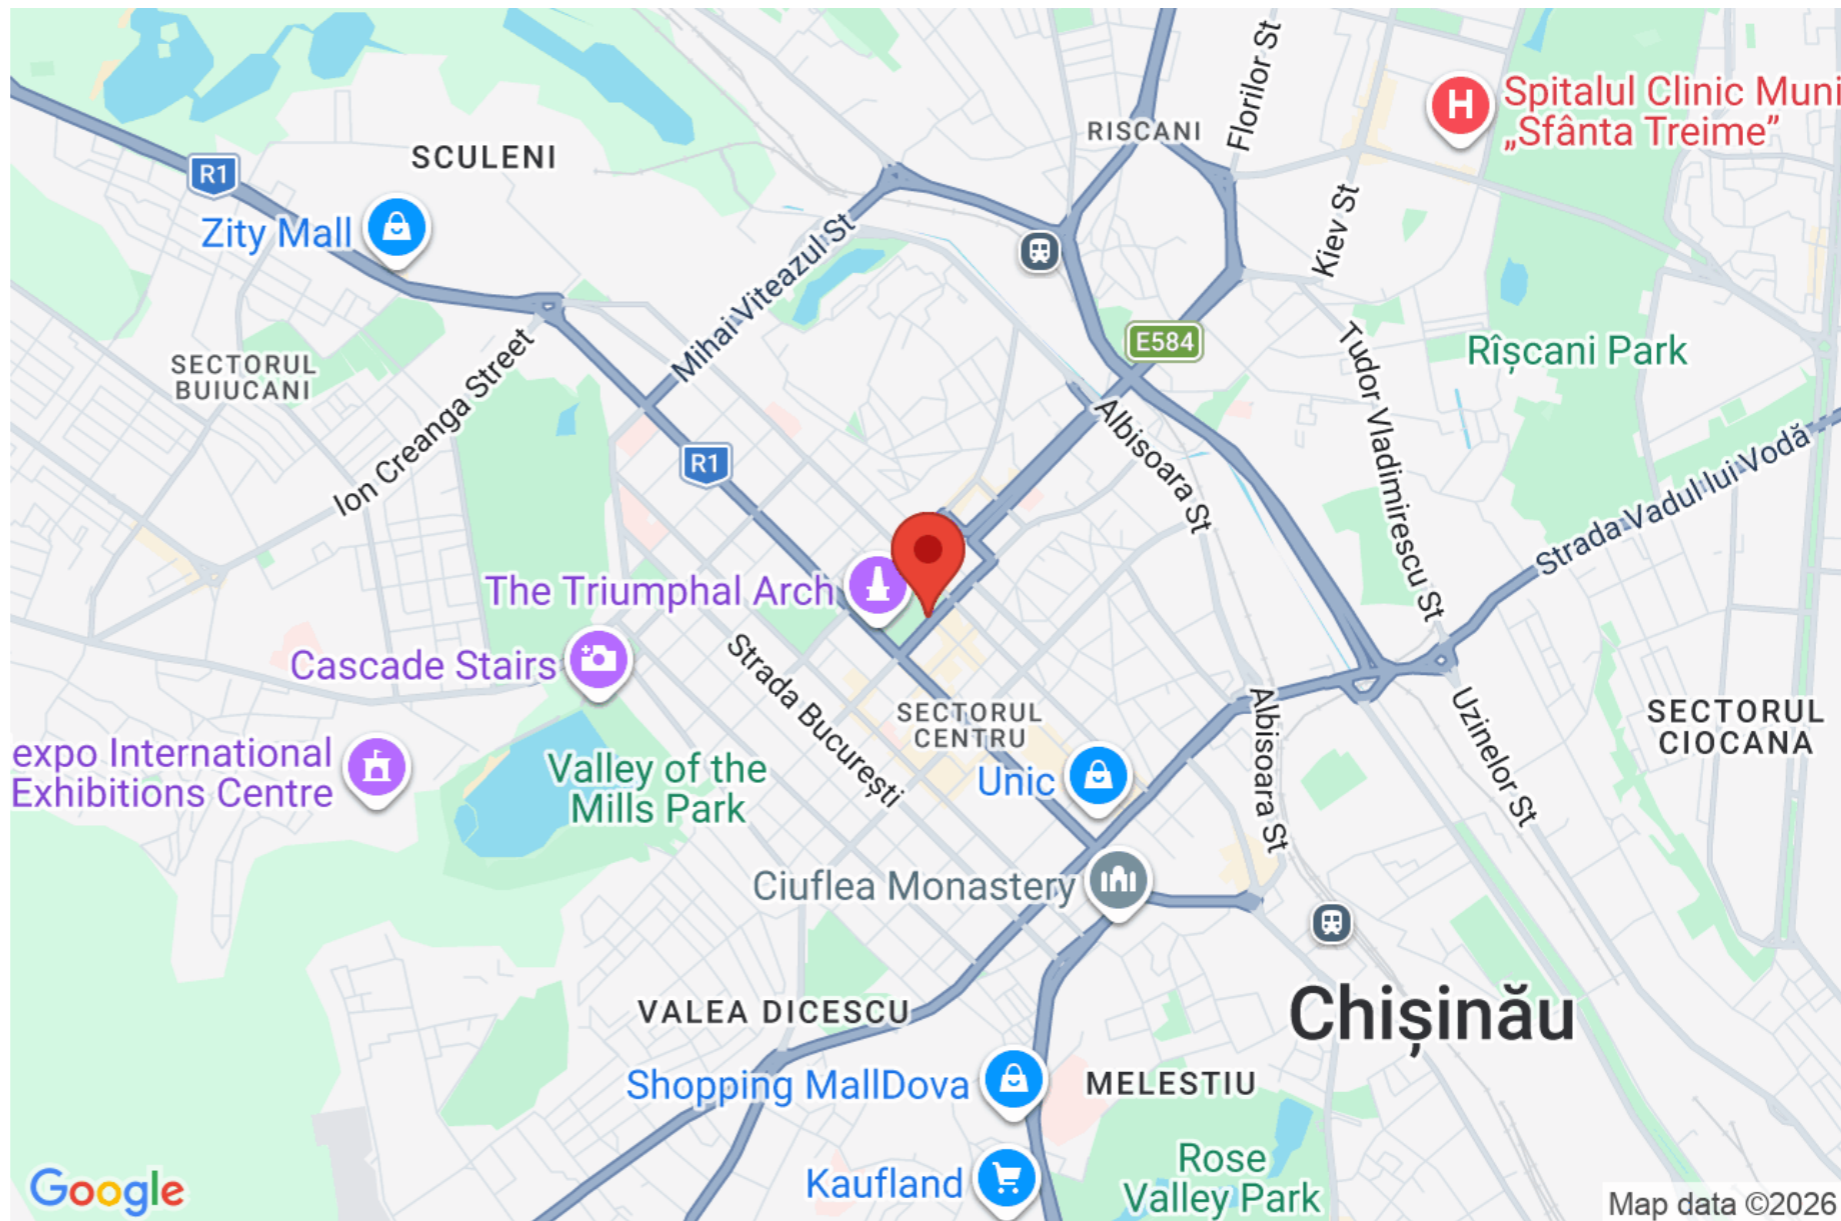 Florilor St
Spitalul Clinic Muni
„Sfânta Treime”
RISCANI
SCULENI
R1
Zity Mall
Kiev St
Mihai Viteazul St
E584
Rîșcani Park
SECTORUL
BUIUCANI
Ion Creanga Street
Tudor Vladimirescu St
Albisoara St
R1
Strada Vadul lui Vodă
The Triumphal Arch
Cascade Stairs
Strada București
SECTORUL
CENTRU
Albisoara St
Uzinelor St
SECTORUL
CIOCANA
expo International
Exhibitions Centre
Valley of the
Mills Park
Unic
Ciuflea Monastery
VALEA DICESCU
Chișinău
Shopping MallDova
MELESTIU
Kaufland
Rose
Valley Park
Google
Map data ©2026